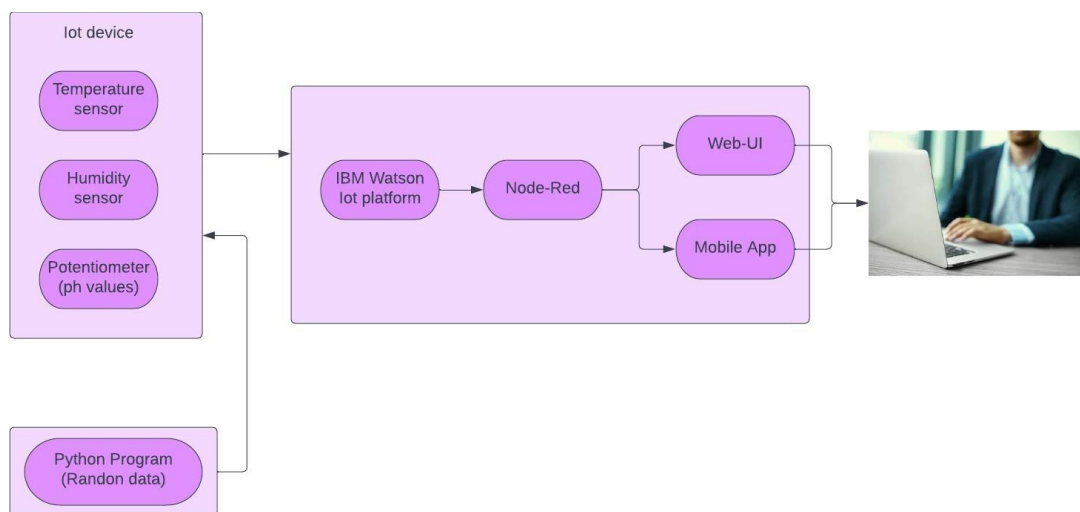 Iot device
Temperature
sensor
Humidity
sensor
Potentiometer
(ph values)
Python Program
(Randon data)
IBM Watson
Iot platform
Node-Red
Web-UI
Mobile App